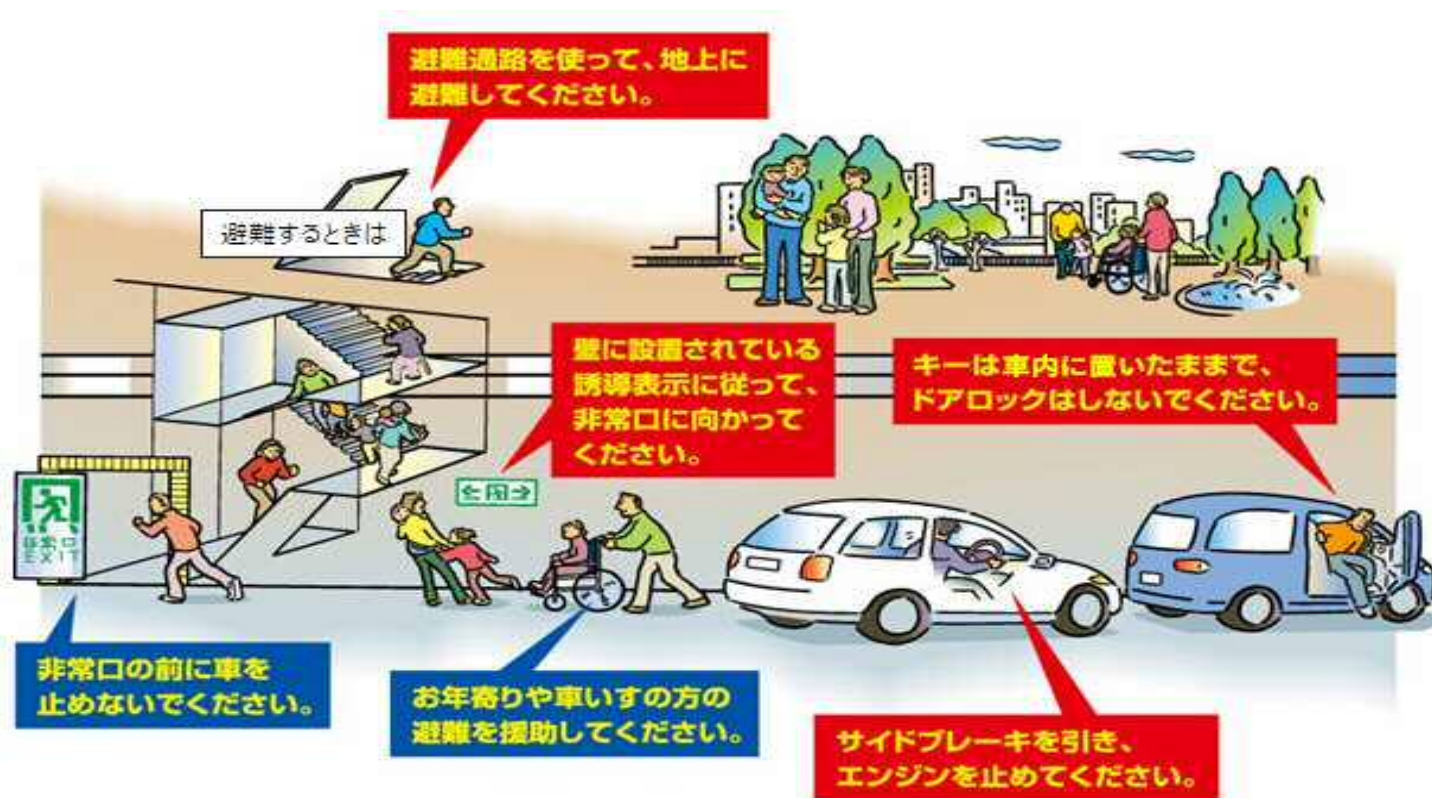 避難通路を使って、地上に
避難してください。
避難するときは
壁に設置されている
誘導表示に従って、
非常口に向かって
ください。
キーは車内に置いたままで、
ドアロックはしないでください。
非常口
EXIT
非常口の前に車を
止めないでください。
お年寄りや車いすの方の
避難を援助してください。
サイドブレーキを引き、
エンジンを止めてください。